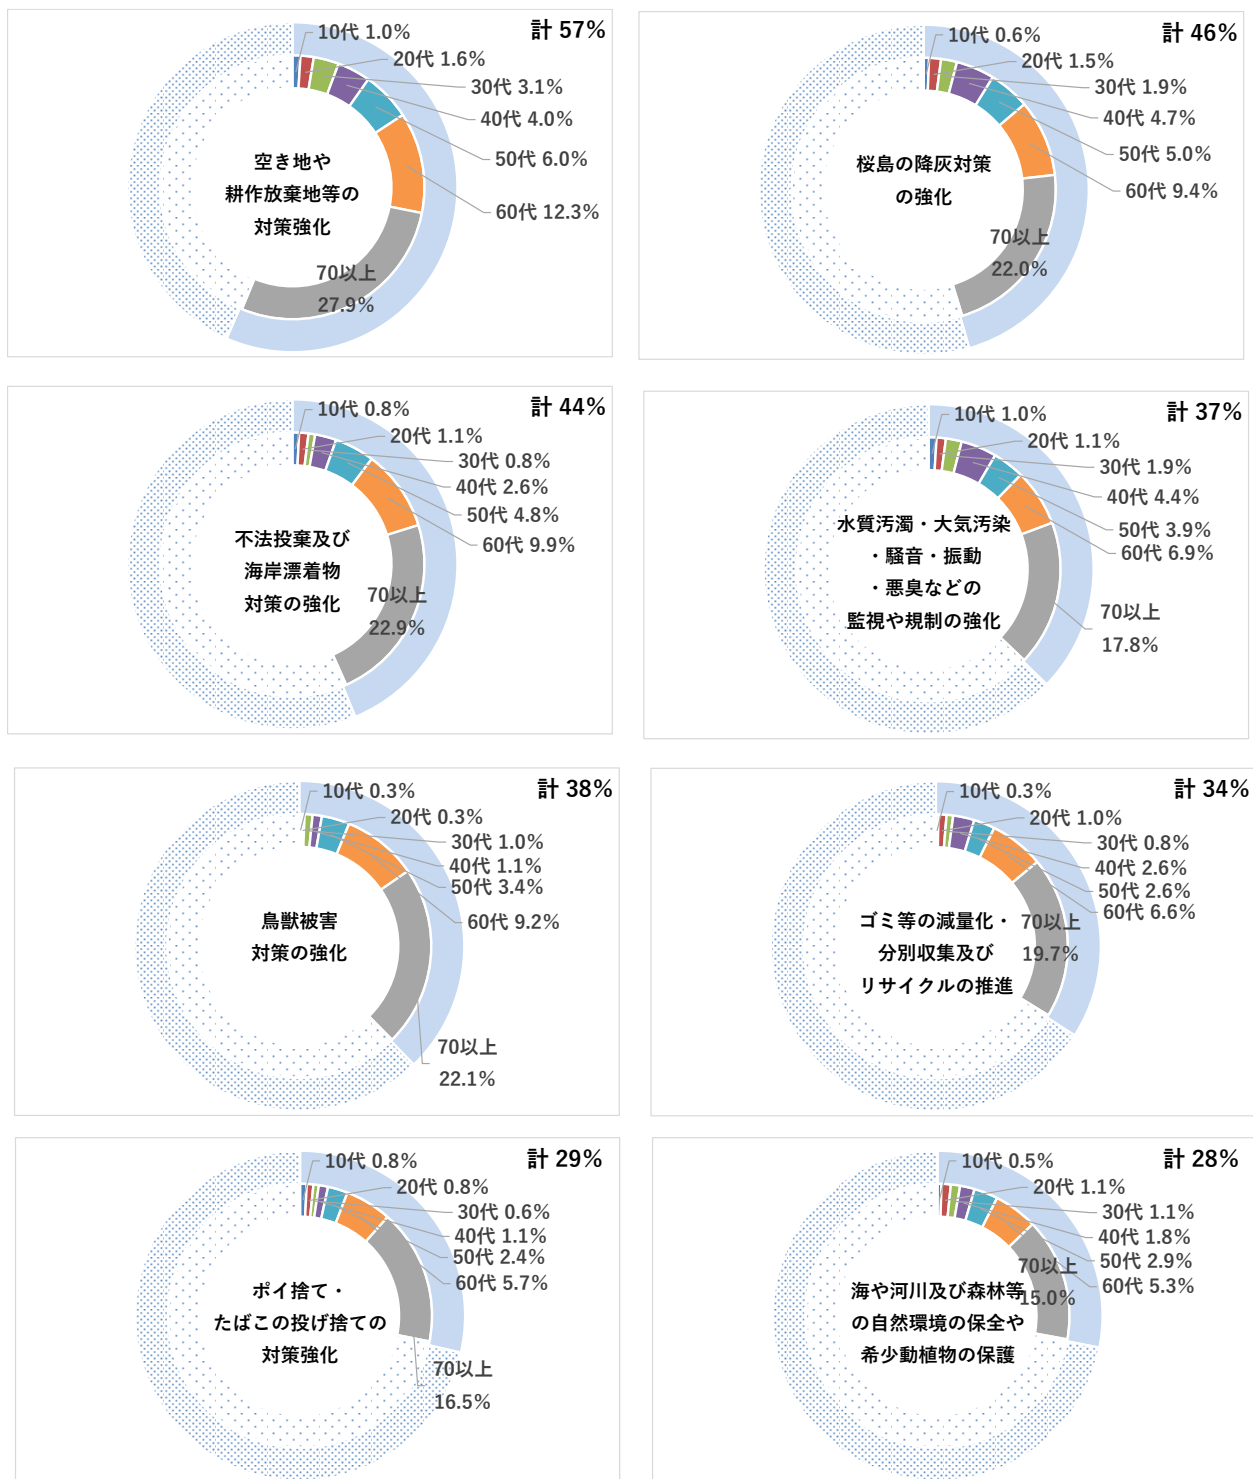 計 57%
10代 1.0%
20代 1.6%
30代 3.1%
40代 4.0%
50代 6.0%
60代 12.3%
70以上
27.9%
空き地や
耕作放棄地等の
対策強化
計 46%
10代 0.6%
20代 1.5%
30代 1.9%
40代 4.7%
50代 5.0%
60代 9.4%
70以上
22.0%
桜島の降灰対策
の強化
計 44%
10代 0.8%
20代 1.1%
30代 0.8%
40代 2.6%
50代 4.8%
60代 9.9%
70以上
22.9%
不法投棄及び
海岸漂着物
対策の強化
計 37%
10代 1.0%
20代 1.1%
30代 1.9%
40代 4.4%
50代 3.9%
60代 6.9%
70以上
17.8%
水質汚濁・大気汚染
・騒音・振動
・悪臭などの
監視や規制の強化
計 38%
10代 0.3%
20代 0.3%
30代 1.0%
40代 1.1%
50代 3.4%
60代 9.2%
70以上
22.1%
鳥獣被害
対策の強化
計 34%
10代 0.3%
20代 1.0%
30代 0.8%
40代 2.6%
50代 2.6%
60代 6.6%
70以上
19.7%
ゴミ等の減量化・
分別収集及び
リサイクルの推進
計 29%
10代 0.8%
20代 0.8%
30代 0.6%
40代 1.1%
50代 2.4%
60代 5.7%
70以上
16.5%
ポイ捨て・
たばこの投げ捨ての
対策強化
計 28%
10代 0.5%
20代 1.1%
30代 1.1%
40代 1.8%
50代 2.9%
60代 5.3%
70以上
15.0%
海や河川及び森林等
の自然環境の保全や
希少動植物の保護